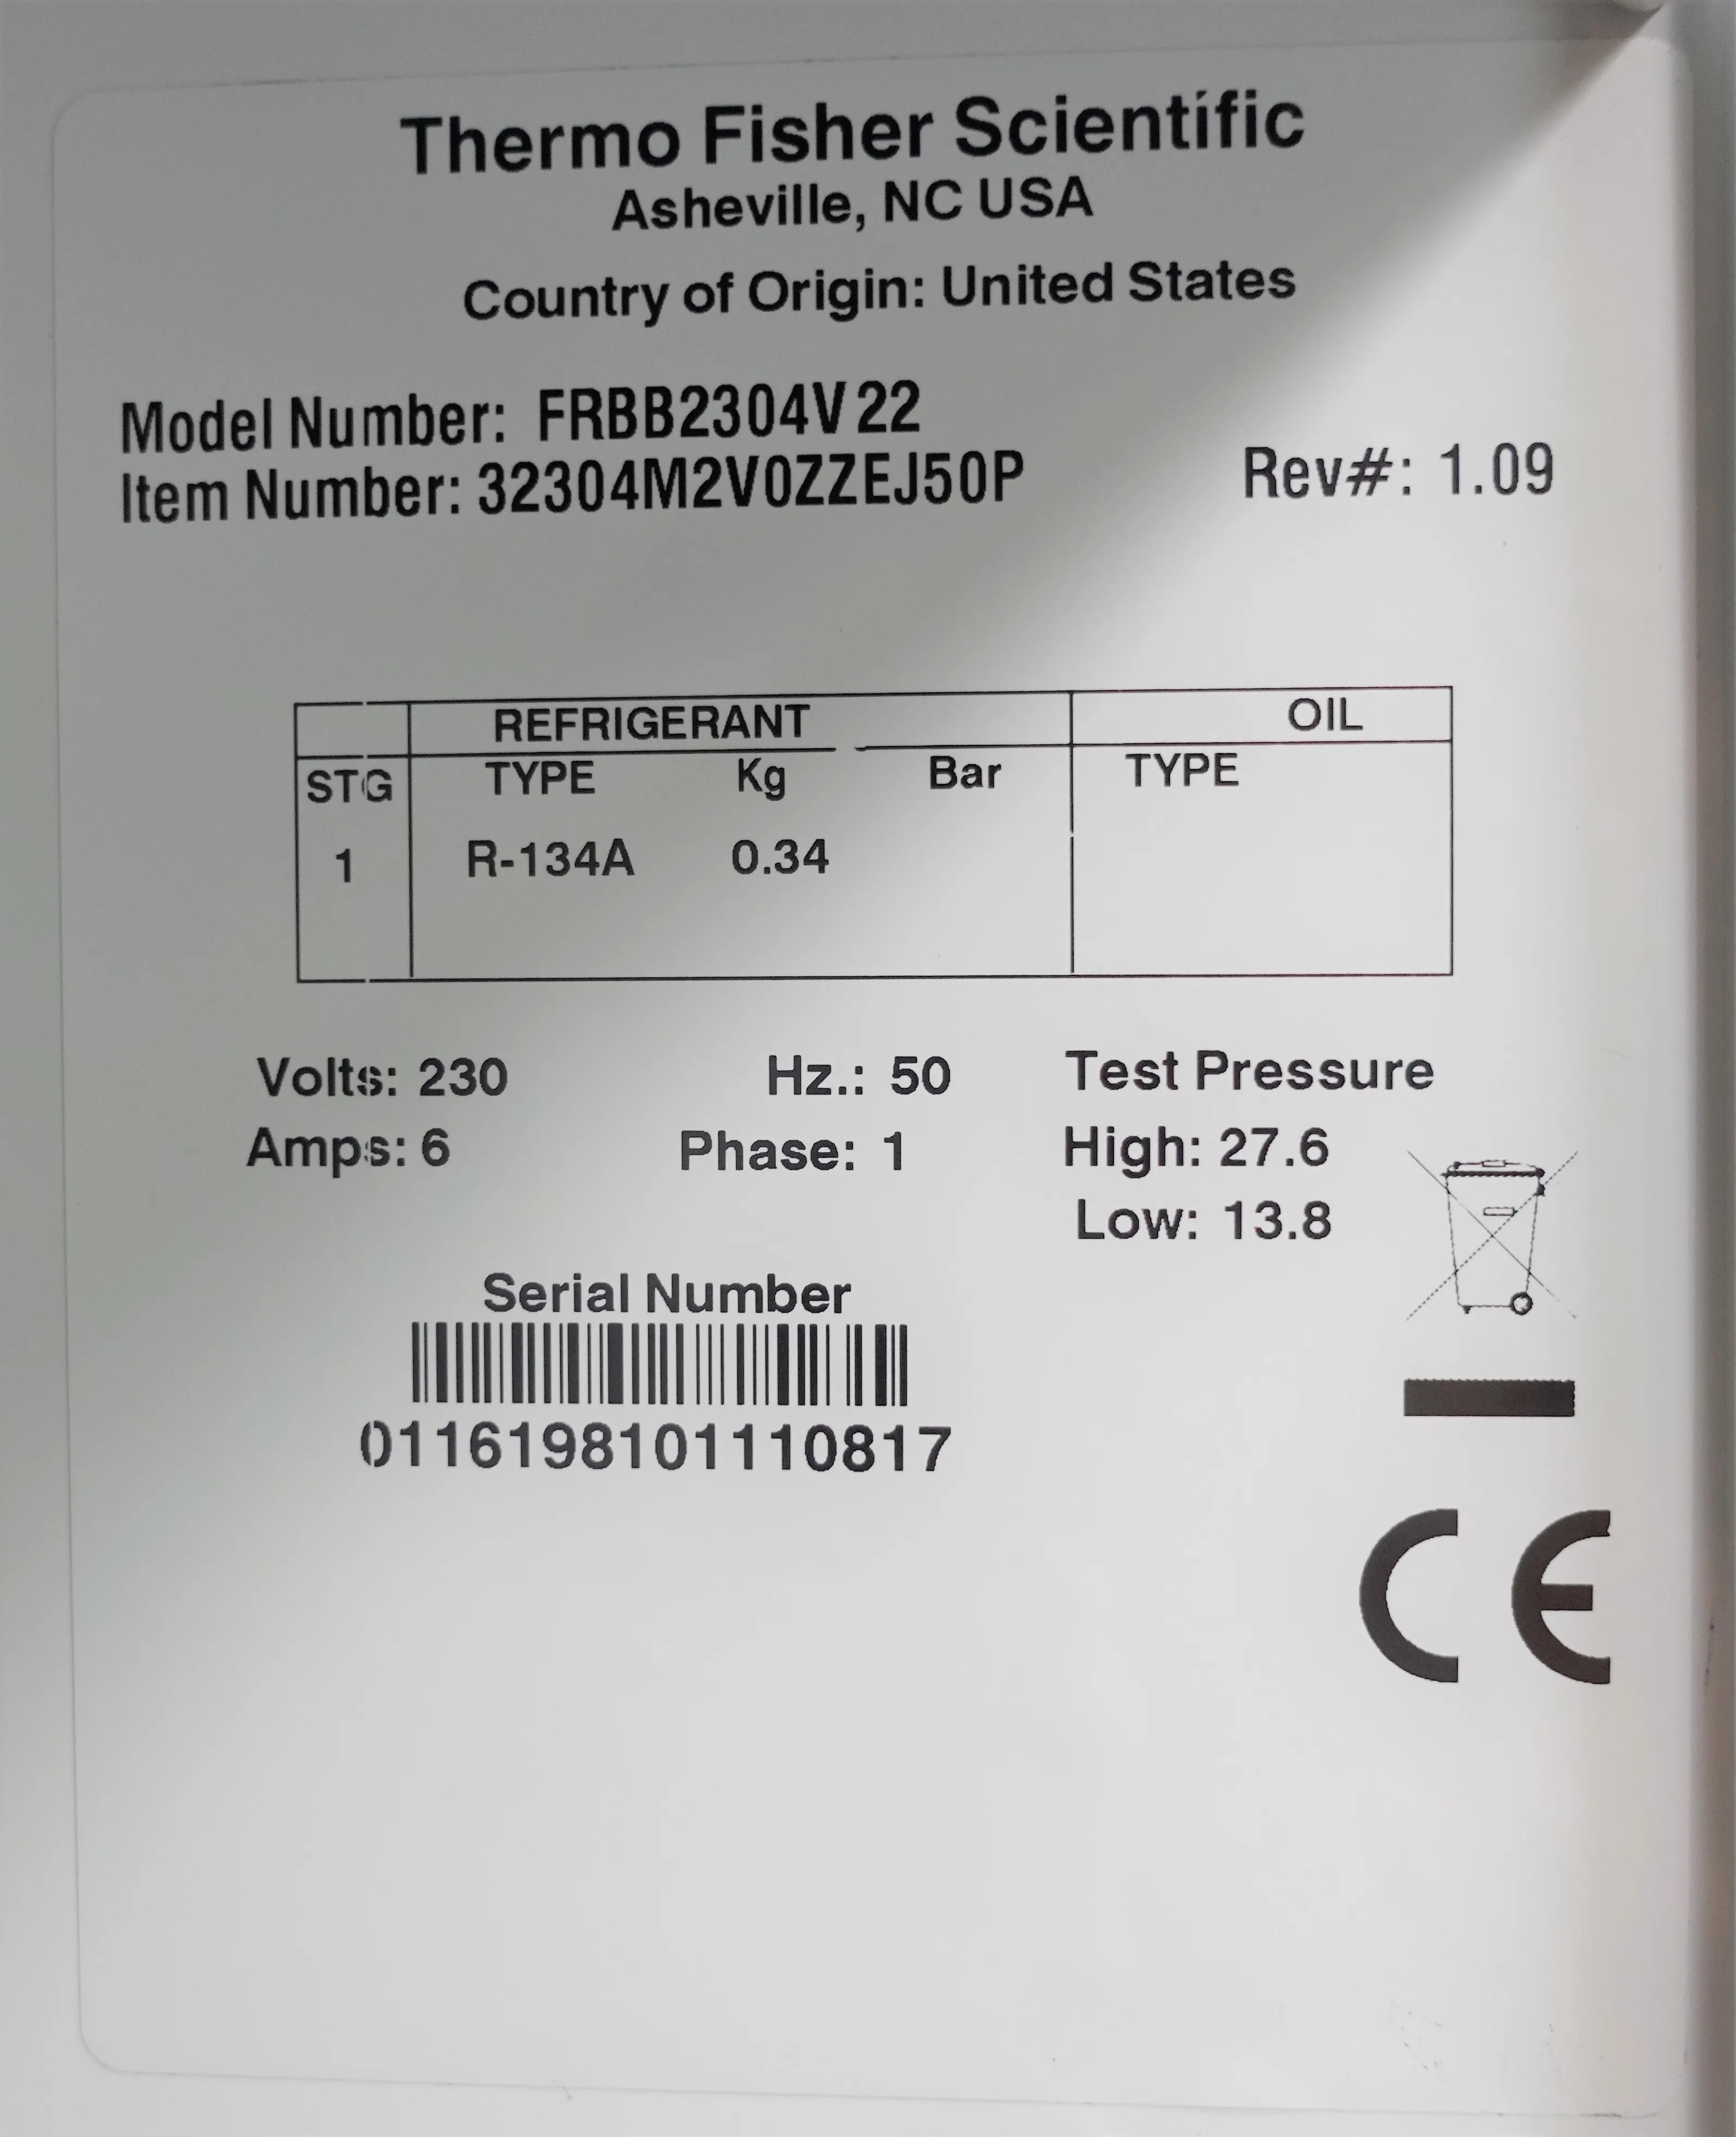 Thermo Fisher Scientific
Asheville, NC USA
Country of Origin: United States
Model Number: FRBB2304V22
Item Number: 32304M2V0ZZEJ50P Rev#: 1.09
REFRIGERANT OIL
STG TYPE Kg Bar TYPE
1 R-134A 0.34
Volts: 230 Hz.: 50 Test Pressure
Amps: 6 Phase: 1 High: 27.6
Low: 13.8
Serial Number
0116198101110817
CE